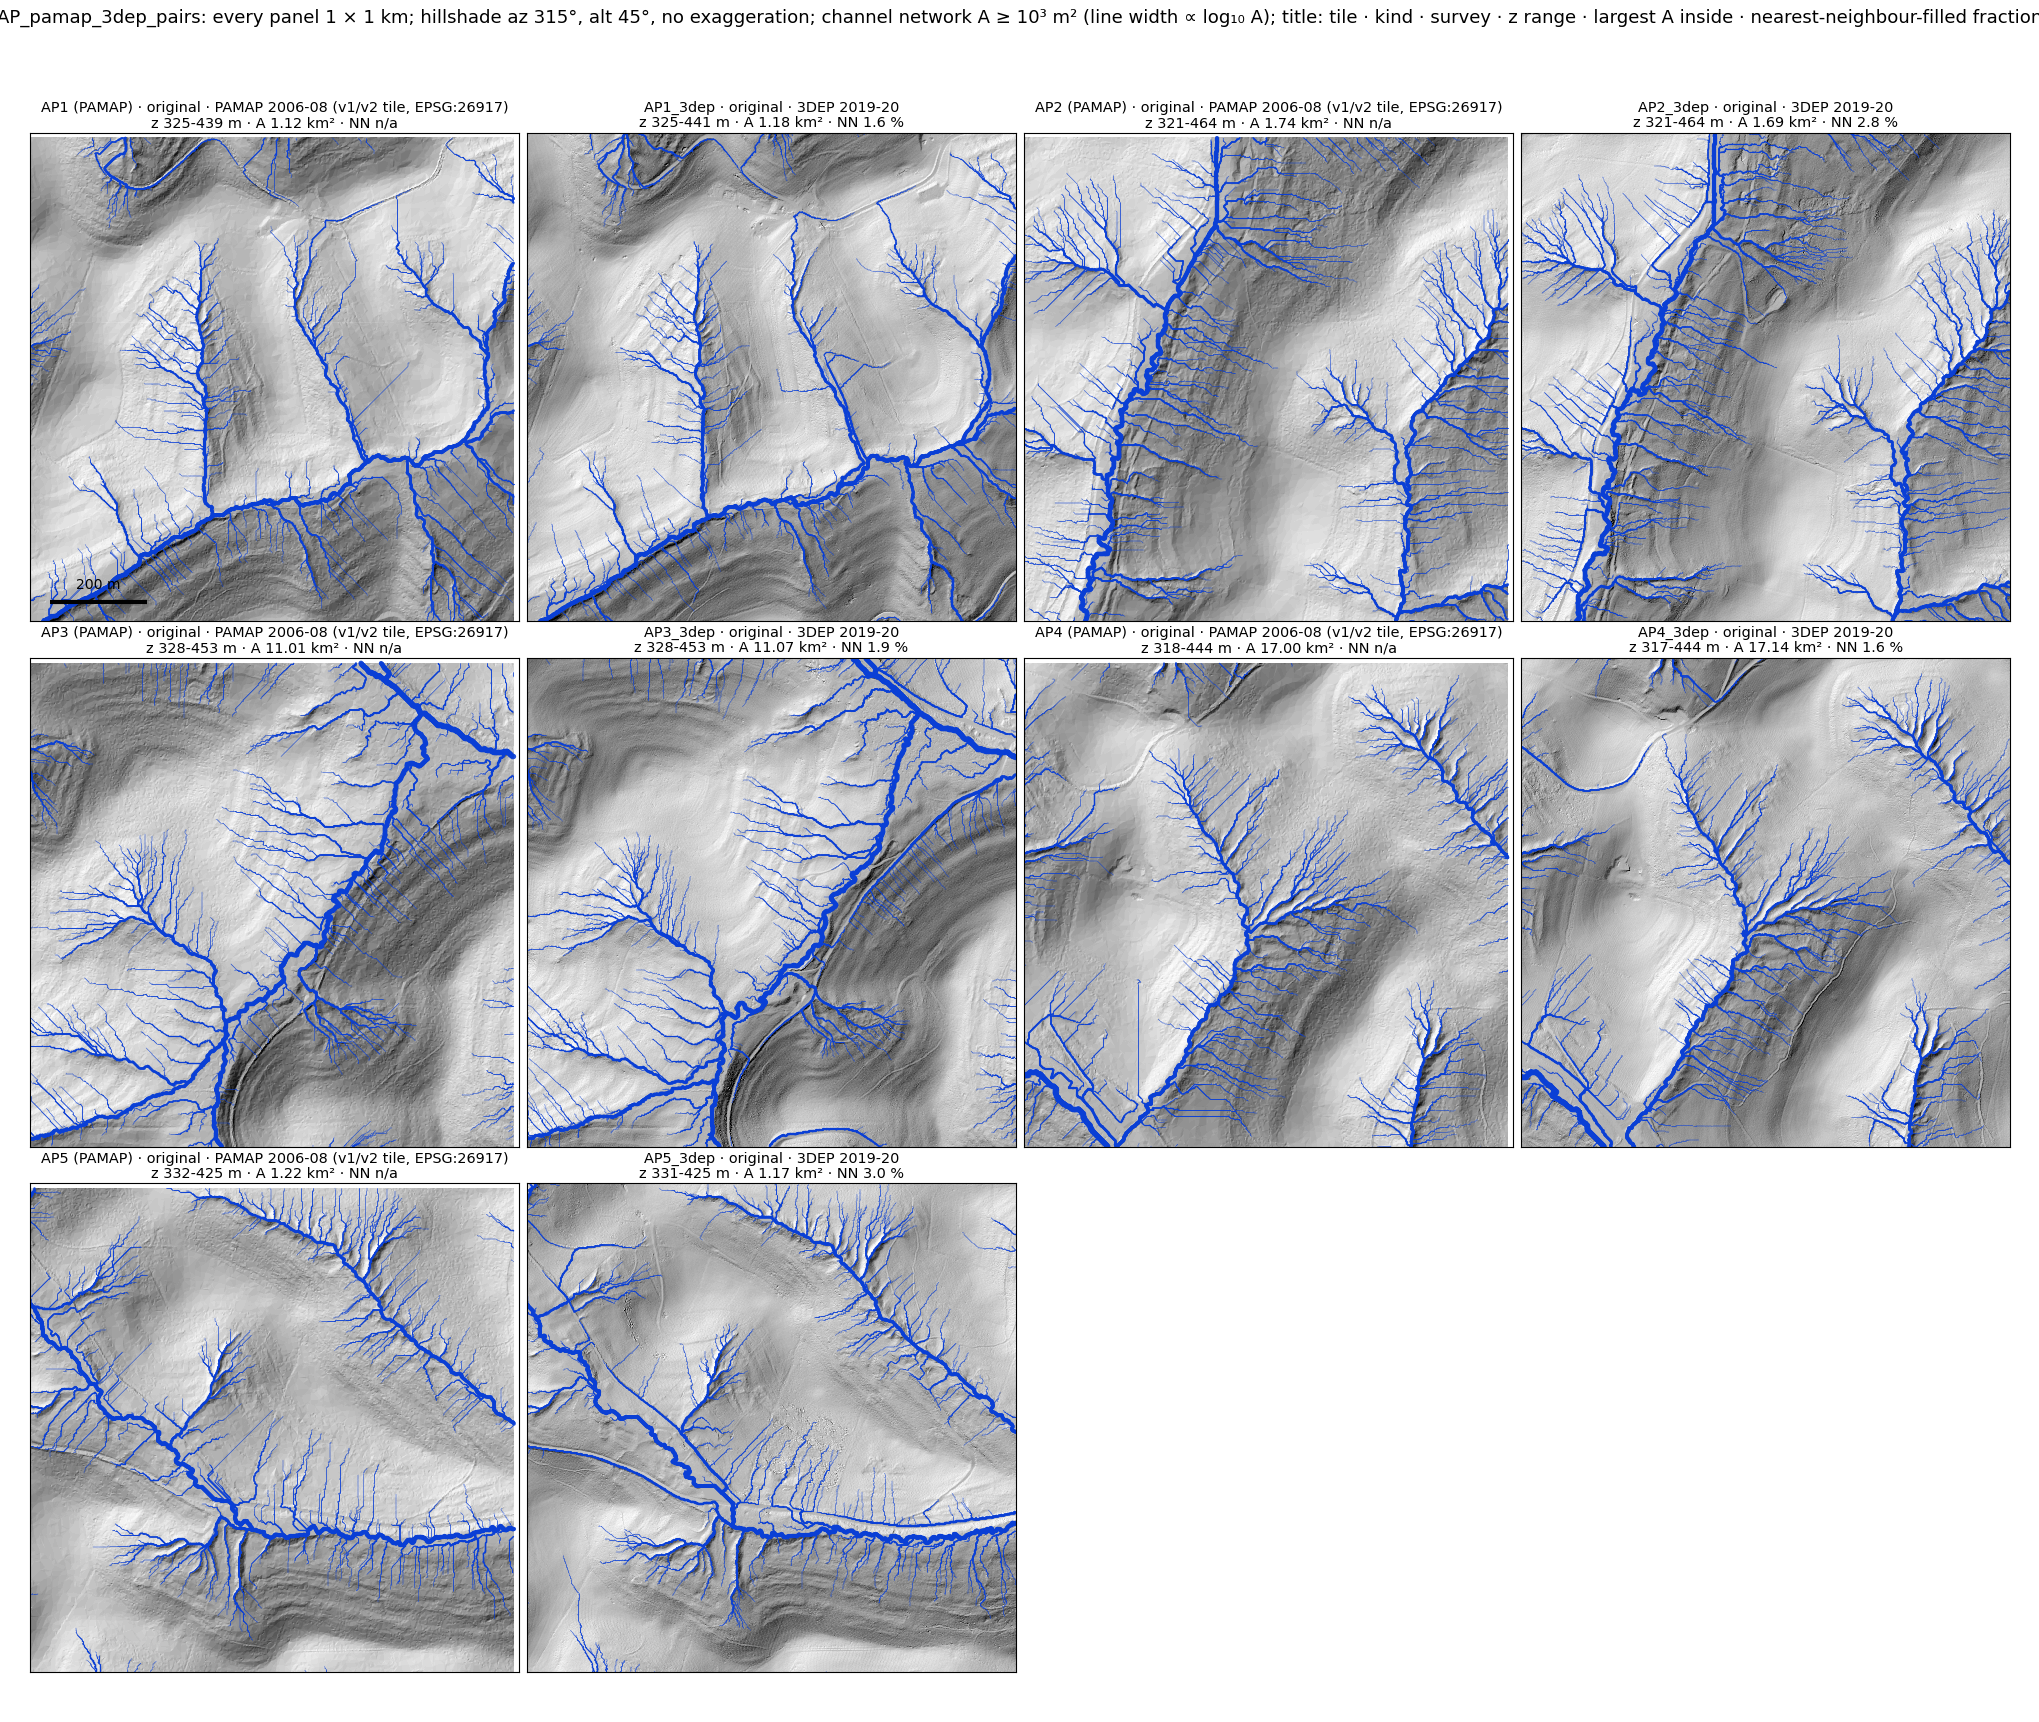 AP_pamap_3dep_pairs: every panel 1 × 1 km; hillshade az 315°, alt 45°, no exaggeration; channel network A ≥ 10³ m² (line width ∝ log₁₀ A); title: tile · kind · survey · z range · largest A inside · nearest-neighbour-filled fraction
AP1 (PAMAP) · original · PAMAP 2006-08 (v1/v2 tile, EPSG:26917)
z 325-439 m · A 1.12 km² · NN n/a
AP1_3dep · original · 3DEP 2019-20
z 325-441 m · A 1.18 km² · NN 1.6 %
AP2 (PAMAP) · original · PAMAP 2006-08 (v1/v2 tile, EPSG:26917)
z 321-464 m · A 1.74 km² · NN n/a
AP2_3dep · original · 3DEP 2019-20
z 321-464 m · A 1.69 km² · NN 2.8 %
200 m
AP3 (PAMAP) · original · PAMAP 2006-08 (v1/v2 tile, EPSG:26917)
z 328-453 m · A 11.01 km² · NN n/a
AP3_3dep · original · 3DEP 2019-20
z 328-453 m · A 11.07 km² · NN 1.9 %
AP4 (PAMAP) · original · PAMAP 2006-08 (v1/v2 tile, EPSG:26917)
z 318-444 m · A 17.00 km² · NN n/a
AP4_3dep · original · 3DEP 2019-20
z 317-444 m · A 17.14 km² · NN 1.6 %
AP5 (PAMAP) · original · PAMAP 2006-08 (v1/v2 tile, EPSG:26917)
z 332-425 m · A 1.22 km² · NN n/a
AP5_3dep · original · 3DEP 2019-20
z 331-425 m · A 1.17 km² · NN 3.0 %